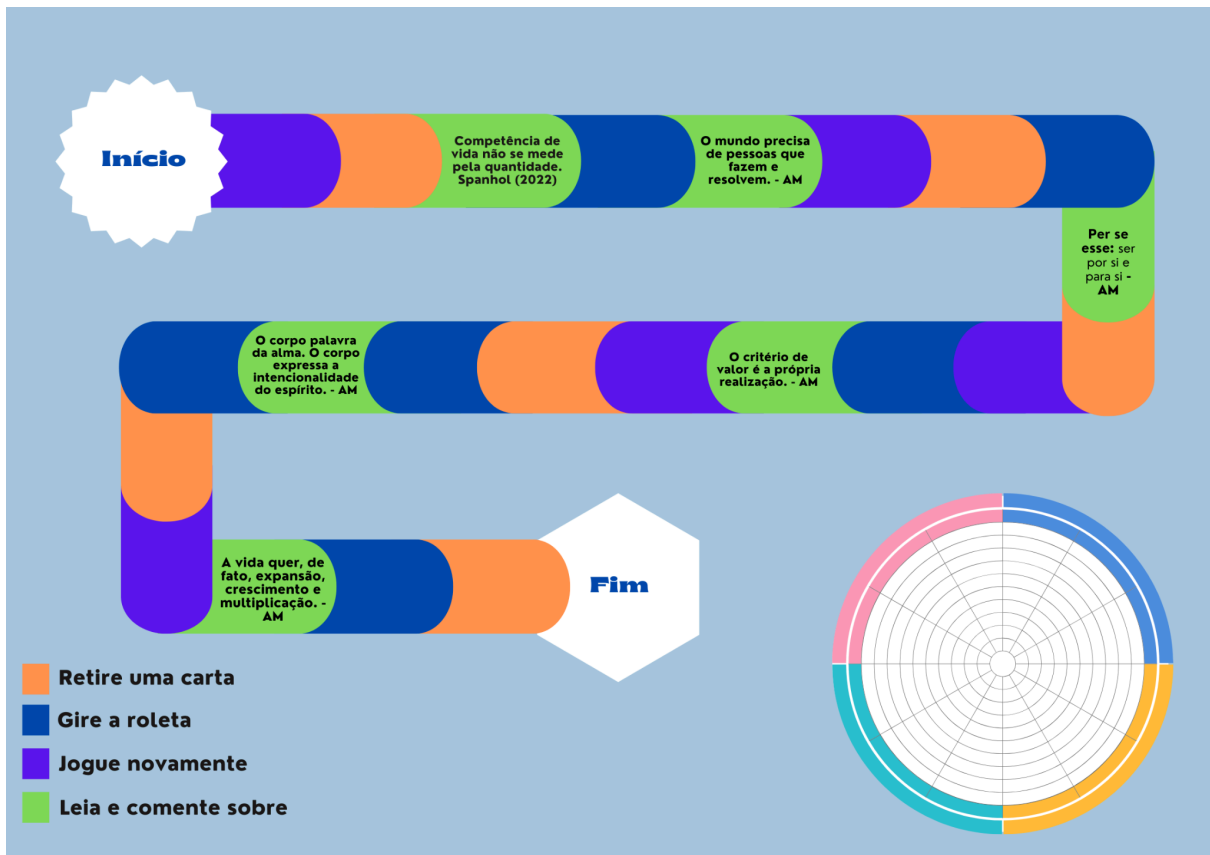 Início
Competência de
vida não se mede
pela quantidade.
Spanhol (2022)
O mundo precisa
de pessoas que
fazem e
resolvem. - AM
Per se
esse: ser
por si e
para si -
AM
O corpo palavra
da alma. O corpo
expressa a
intencionalidade
do espírito. - AM
O critério de
valor é a própria
realização. - AM
A vida quer, de
fato, expansão,
crescimento e
multiplicação. -
AM
Fim
Retire uma carta
Gire a roleta
Jogue novamente
Leia e comente sobre